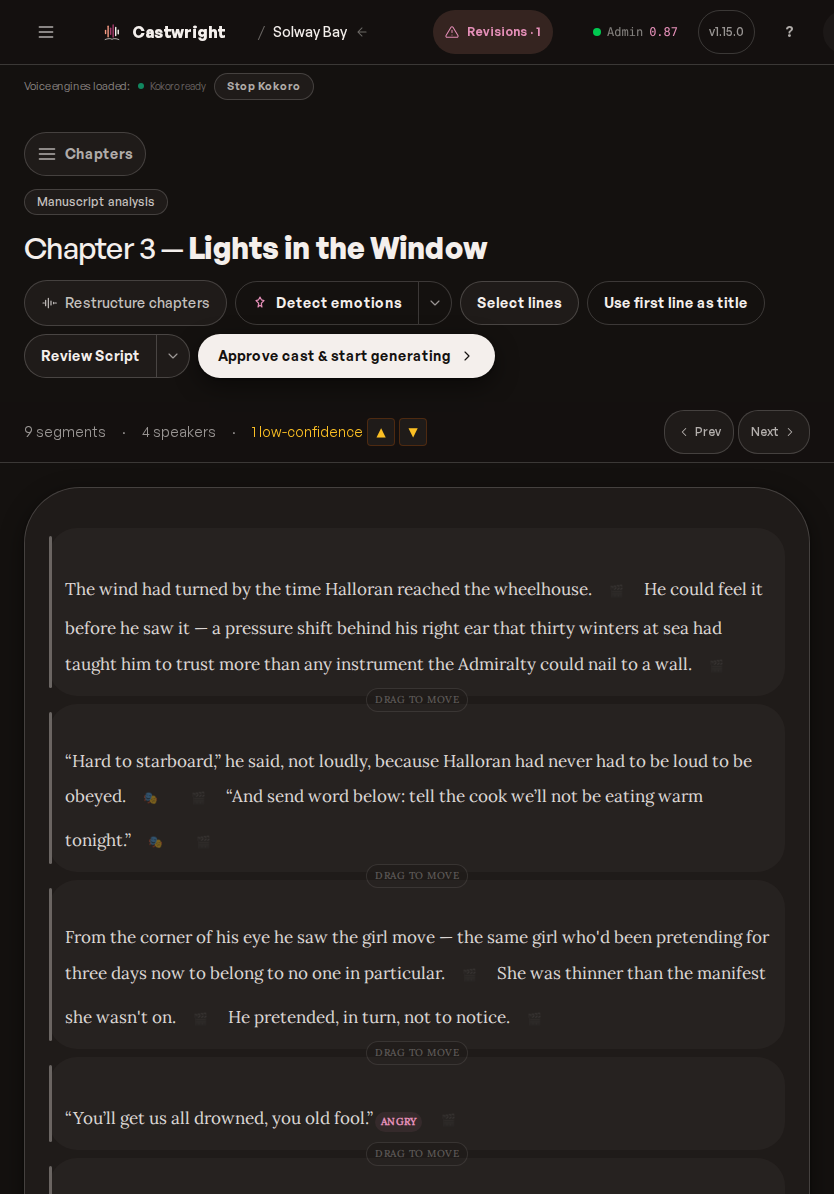 Castwright / Solway Bay ← Revisions · 1 Admin 0.87 v1.15.0 ?
Voice engines loaded: Kokoro ready Stop Kokoro
Chapters
Manuscript analysis
Chapter 3 — Lights in the Window
Restructure chapters Detect emotions Select lines Use first line as title
Review Script Approve cast & start generating
9 segments · 4 speakers · 1 low-confidence ▲ ▼ Prev Next
The wind had turned by the time Halloran reached the wheelhouse. He could feel it
before he saw it — a pressure shift behind his right ear that thirty winters at sea had
taught him to trust more than any instrument the Admiralty could nail to a wall.
DRAG TO MOVE
“Hard to starboard,” he said, not loudly, because Halloran had never had to be loud to be
obeyed. “And send word below: tell the cook we’ll not be eating warm
tonight.”
DRAG TO MOVE
From the corner of his eye he saw the girl move — the same girl who'd been pretending for
three days now to belong to no one in particular. She was thinner than the manifest
she wasn't on. He pretended, in turn, not to notice.
DRAG TO MOVE
“You’ll get us all drowned, you old fool.” ANGRY
DRAG TO MOVE